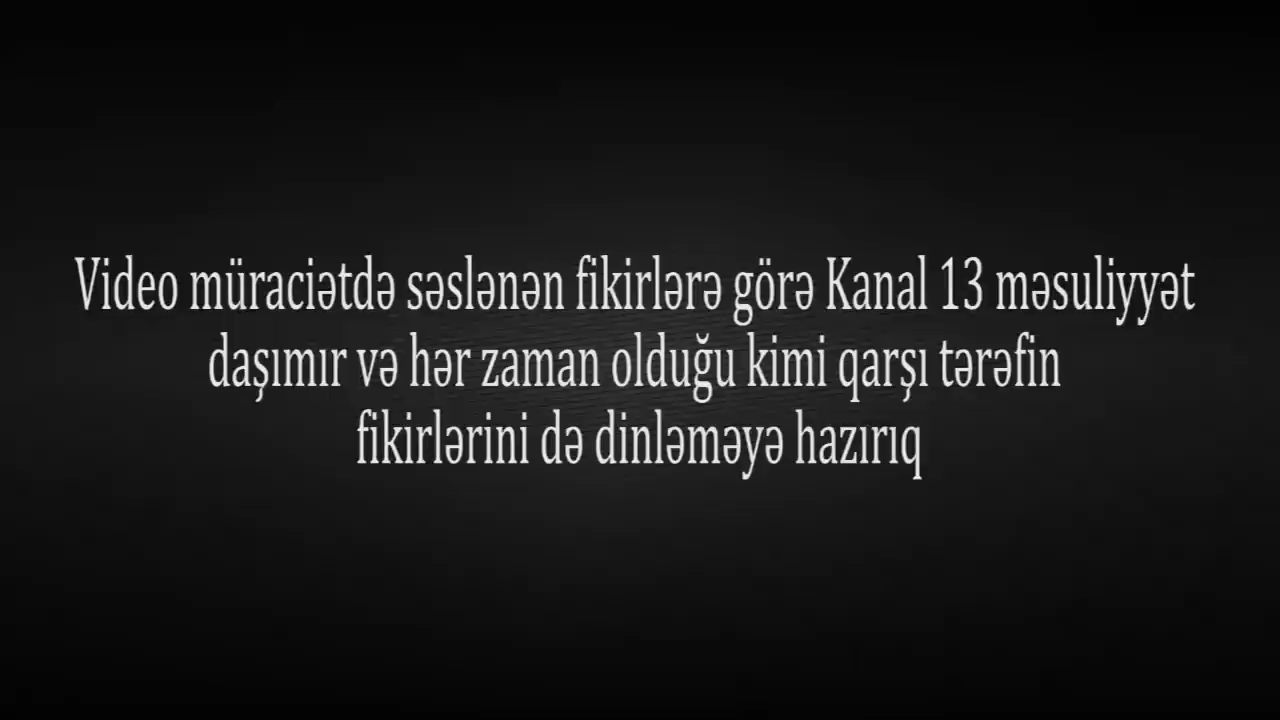 Video müraciətdə səslənən fikirlərə görə Kanal 13 məsuliyyət
daşımır və hər zaman olduğu kimi qarşı tərəfin
fikirlərini də dinləməyə hazırıq